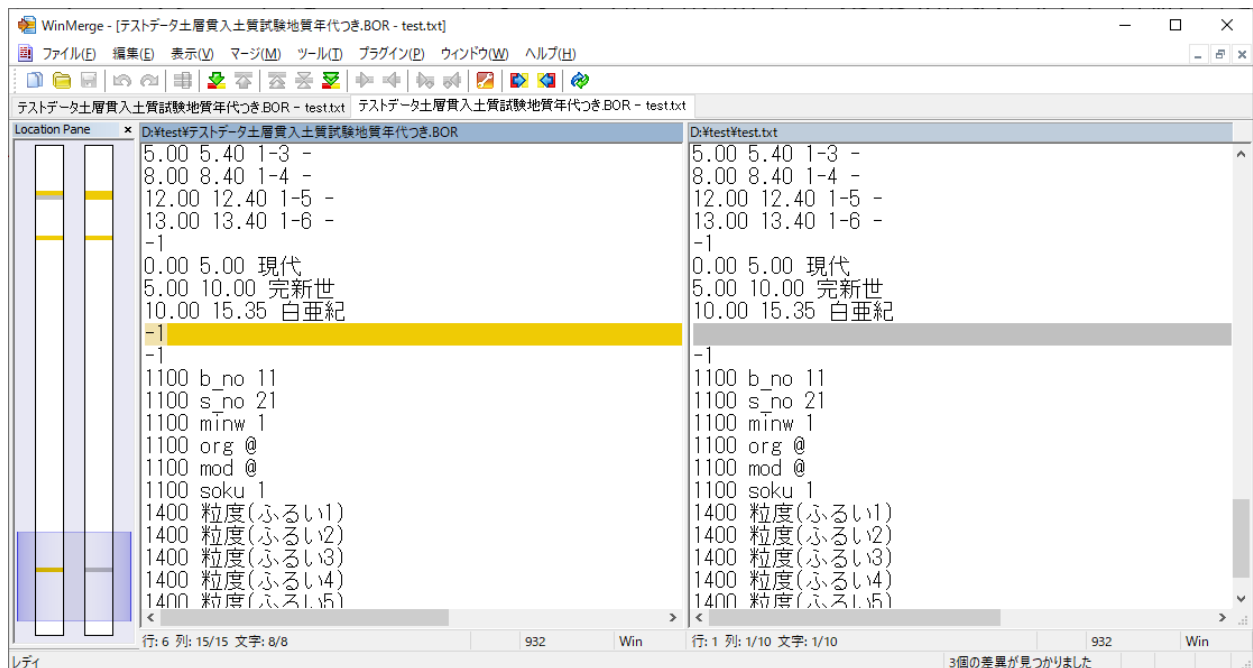 WinMerge - [テストデータ土層貫入土質試験地質年代つき.BOR - test.txt]
ファイル(F) 編集(E) 表示(V) マージ(M) ツール(T) プラグイン(P) ウィンドウ(W) ヘルプ(H)
テストデータ土層貫入土質試験地質年代つき.BOR - test.txt テストデータ土層貫入土質試験地質年代つき.BOR - test.txt
Location Pane
D:¥test¥テストデータ土層貫入土質試験地質年代つき.BOR
5.00 5.40 1-3 -
8.00 8.40 1-4 -
12.00 12.40 1-5 -
13.00 13.40 1-6 -
-1
0.00 5.00 現代
5.00 10.00 完新世
10.00 15.35 白亜紀
-1
-1
1100 b_no 11
1100 s_no 21
1100 minw 1
1100 org @
1100 mod @
1100 soku 1
1400 粒度(ふるい1)
1400 粒度(ふるい2)
1400 粒度(ふるい3)
1400 粒度(ふるい4)
1400 粒度(ふるい5)
行: 6 列: 15/15 文字: 8/8 932 Win
D:¥test¥test.txt
5.00 5.40 1-3 -
8.00 8.40 1-4 -
12.00 12.40 1-5 -
13.00 13.40 1-6 -
-1
0.00 5.00 現代
5.00 10.00 完新世
10.00 15.35 白亜紀
-1
1100 b_no 11
1100 s_no 21
1100 minw 1
1100 org @
1100 mod @
1100 soku 1
1400 粒度(ふるい1)
1400 粒度(ふるい2)
1400 粒度(ふるい3)
1400 粒度(ふるい4)
1400 粒度(ふるい5)
行: 1 列: 1/10 文字: 1/10 932 Win
レディ 3個の差異が見つかりました